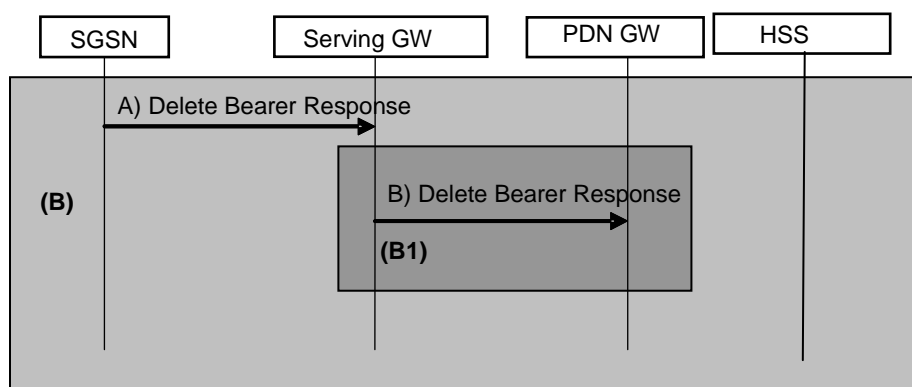 SGSN
Serving GW
PDN GW
HSS
A) Delete Bearer Response
(B)
B) Delete Bearer Response
(B1)